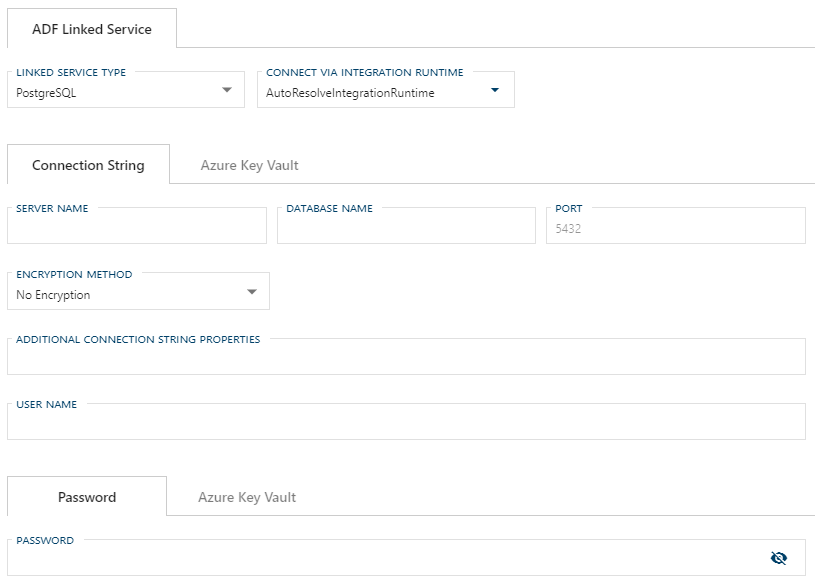 ADF Linked Service
LINKED SERVICE TYPE
PostgreSQL
CONNECT VIA INTEGRATION RUNTIME
AutoResolveIntegrationRuntime
Connection String
Azure Key Vault
SERVER NAME
DATABASE NAME
PORT
5432
ENCRYPTION METHOD
No Encryption
ADDITIONAL CONNECTION STRING PROPERTIES
USER NAME
Password
Azure Key Vault
PASSWORD